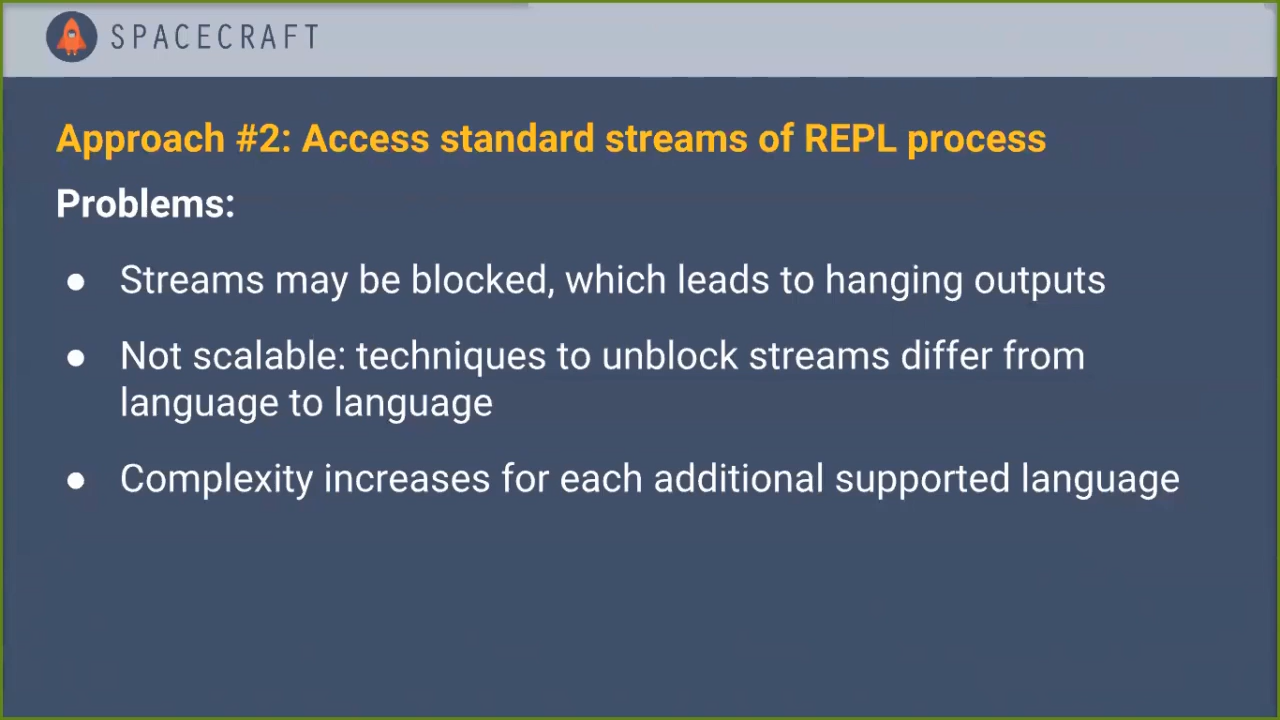 SPACECRAFT
Approach #2: Access standard streams of REPL process
Problems:
● Streams may be blocked, which leads to hanging outputs
● Not scalable: techniques to unblock streams differ from
language to language
● Complexity increases for each additional supported language